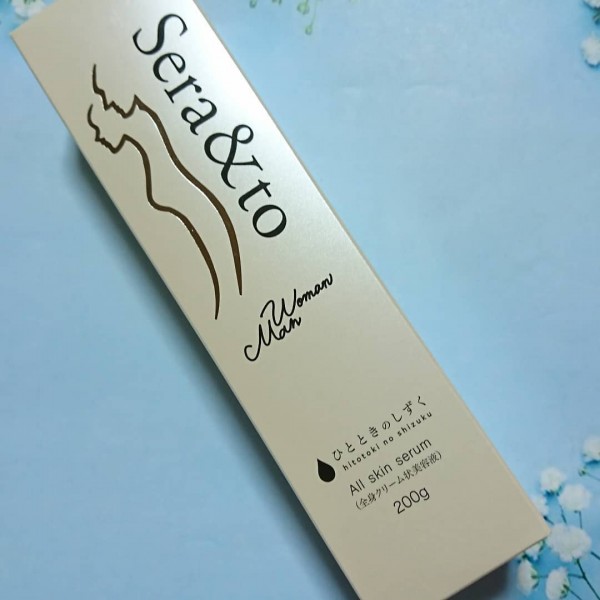 Sera&to
Woman
Man
ひとときのしずく
hitotoki no shizuku
All skin serum
(全身クリーム状美容液)
200g